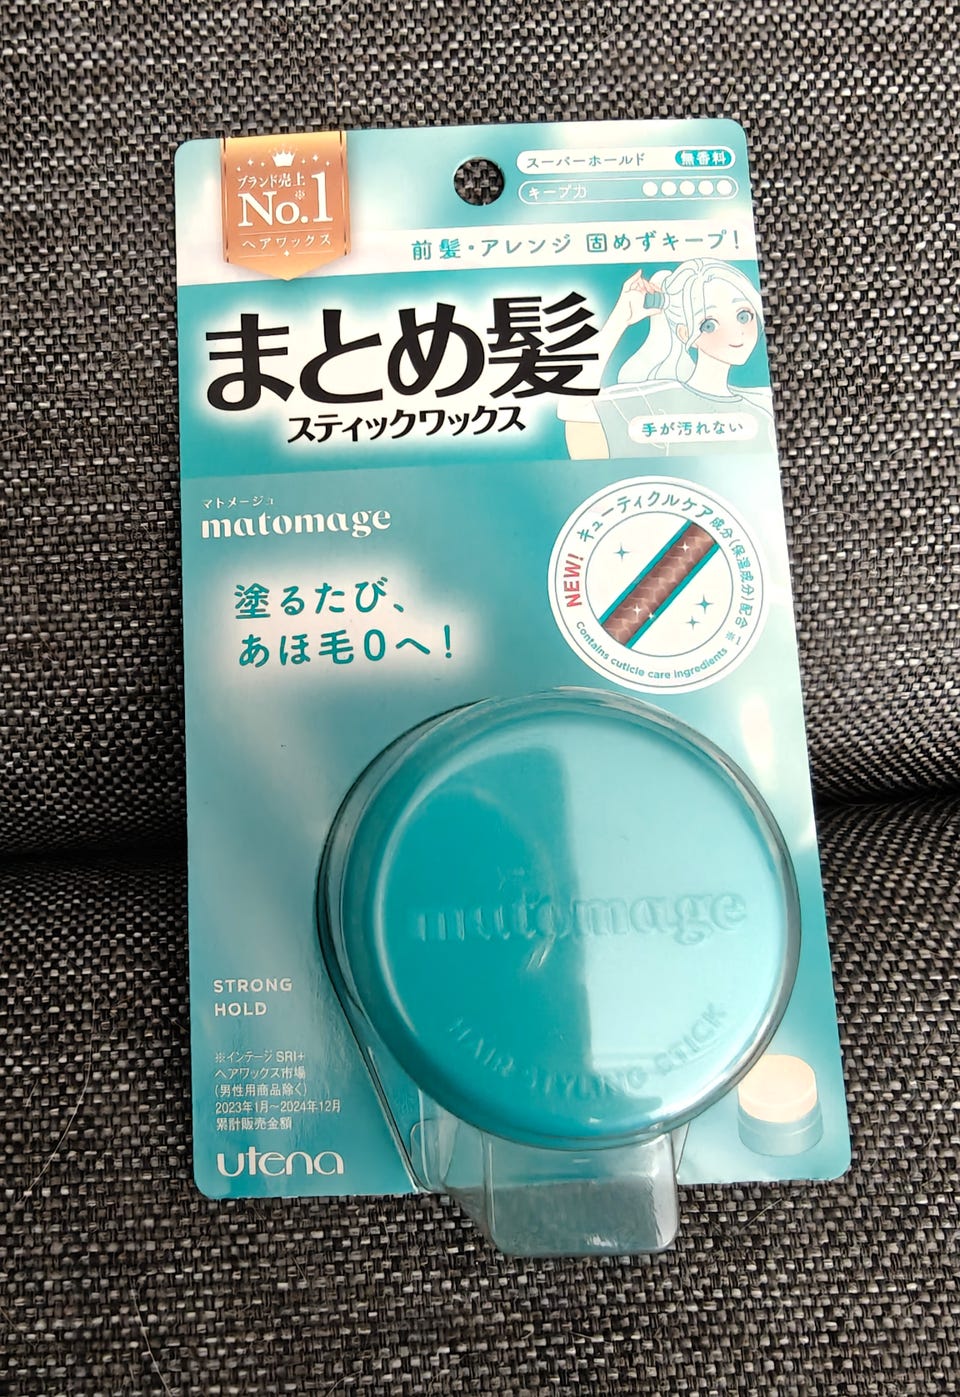 ブランド売上
No.1※
ヘアワックス
スーパーホールド 無香料
キープ力
前髪・アレンジ 固めずキープ!
まとめ髪
スティックワックス
手が汚れない
マトメージュ
matomage
NEW! キューティクルケア成分(保湿成分)配合※1
Contains cuticle care ingredients
塗るたび、
あほ毛0へ!
matomage
HAIR STYLING STICK
STRONG
HOLD
※インテージSRI+
ヘアワックス市場
(男性用商品除く)
2023年1月〜2024年12月
累計販売金額
utena